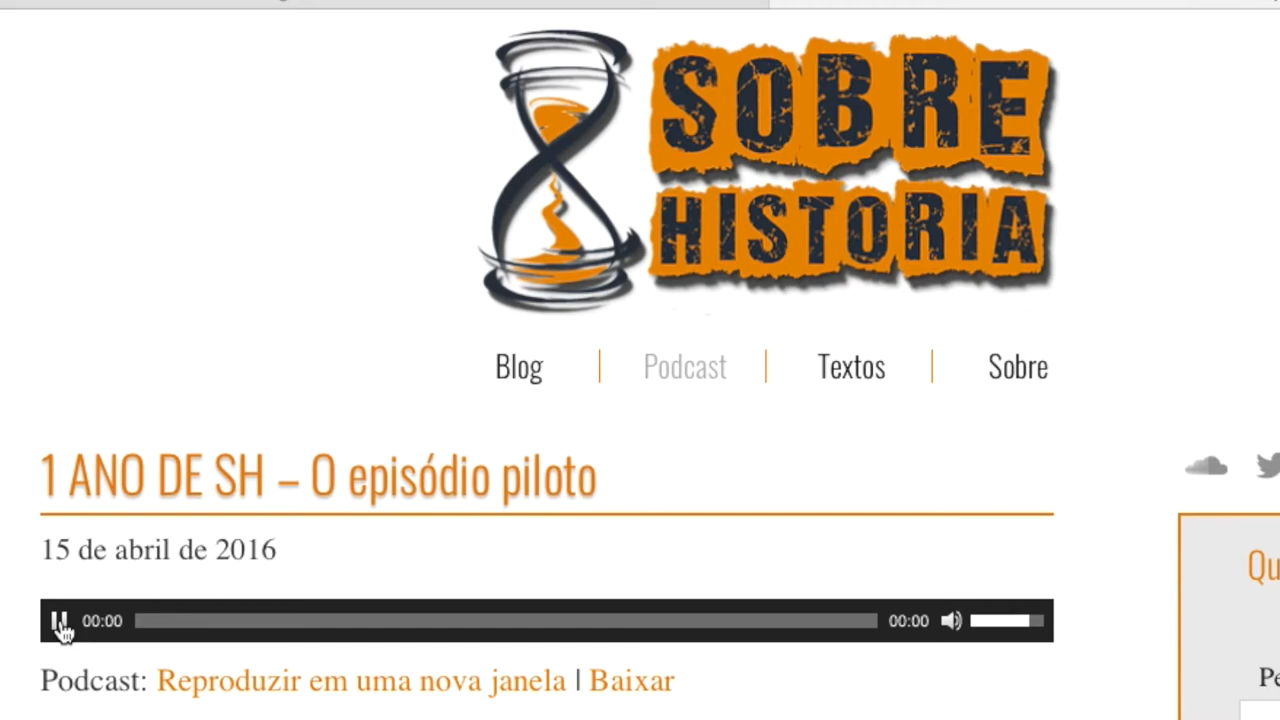 SOBRE
HISTORIA
Blog
Podcast
Textos
Sobre
1 ANO DE SH – O episódio piloto
15 de abril de 2016
00:00
00:00
Podcast: Reproduzir em uma nova janela | Baixar